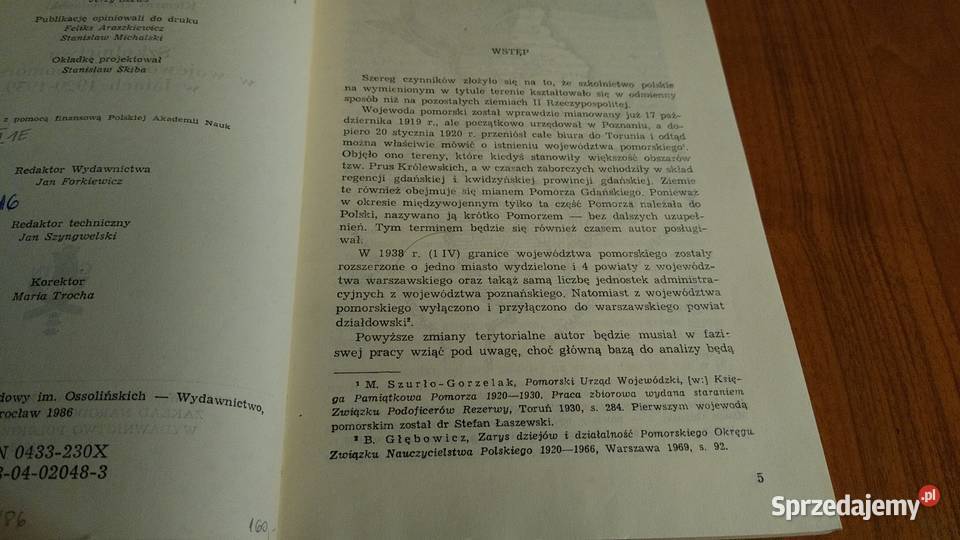 Publikację opiniowali do druku
Feliks Araszkiewicz
Stanisław Michalski
Okładkę projektował
Stanisław Skiba
z pomocą finansową Polskiej Akademii Nauk
Redaktor Wydawnictwa
Jan Forkiewicz
16
Redaktor techniczny
Jan Szyngwelski
Korektor
Maria Trocha
dowy im. Ossolińskich — Wydawnictwo,
rocław 1986
N 0433-230X
3-04-02048-3
160.-
WSTĘP
Szereg czynników złożyło się na to, że szkolnictwo polskie
na wymienionym w tytule terenie kształtowało się w odmienny
sposób niż na pozostałych ziemiach II Rzeczypospolitej.
Wojewoda pomorski został wprawdzie mianowany już 17 paź-
dziernika 1919 r., ale początkowo urzędował w Poznaniu, a do-
piero 20 stycznia 1920 r. przeniósł całe biura do Torunia i odtąd
można właściwie mówić o istnieniu województwa pomorskiego¹.
Objęło ono tereny, które kiedyś stanowiły większość obszarów
tzw. Prus Królewskich, a w czasach zaborczych wchodziły w skład
regencji gdańskiej i kwidzyńskiej prowincji gdańskiej. Ziemie
te również obejmuje się mianem Pomorza Gdańskiego. Ponieważ
w okresie międzywojennym tylko ta część Pomorza należała do
Polski, nazywano ją krótko Pomorzem — bez dalszych uzupeł-
nień. Tym terminem będzie się również czasem autor posługi-
wał.
W 1938 r. (1 IV) granice województwa pomorskiego zostały
rozszerzone o jedno miasto wydzielone i 4 powiaty z wojewódz-
twa warszawskiego oraz takąż samą liczbę jednostek administra-
cyjnych z województwa poznańskiego. Natomiast z województwa
pomorskiego wyłączono i przyłączono do warszawskiego powiat
działdowski².
Powyższe zmiany terytorialne autor będzie musiał w fazi-
swej pracy wziąć pod uwagę, choć główną bazą do analizy będą
¹ M. Szurło-Gorzelak, Pomorski Urząd Wojewódzki, [w:] Księ-
ga Pamiątkowa Pomorza 1920—1930. Praca zbiorowa wydana staraniem
Związku Podoficerów Rezerwy, Toruń 1930, s. 284. Pierwszym wojewodą
pomorskim został dr Stefan Łaszewski.
² B. Głębowicz, Zarys dziejów i działalność Pomorskiego Okręgu
Związku Nauczycielstwa Polskiego 1920—1966, Warszawa 1969, s. 92.
5
Sprzedajemy.pl